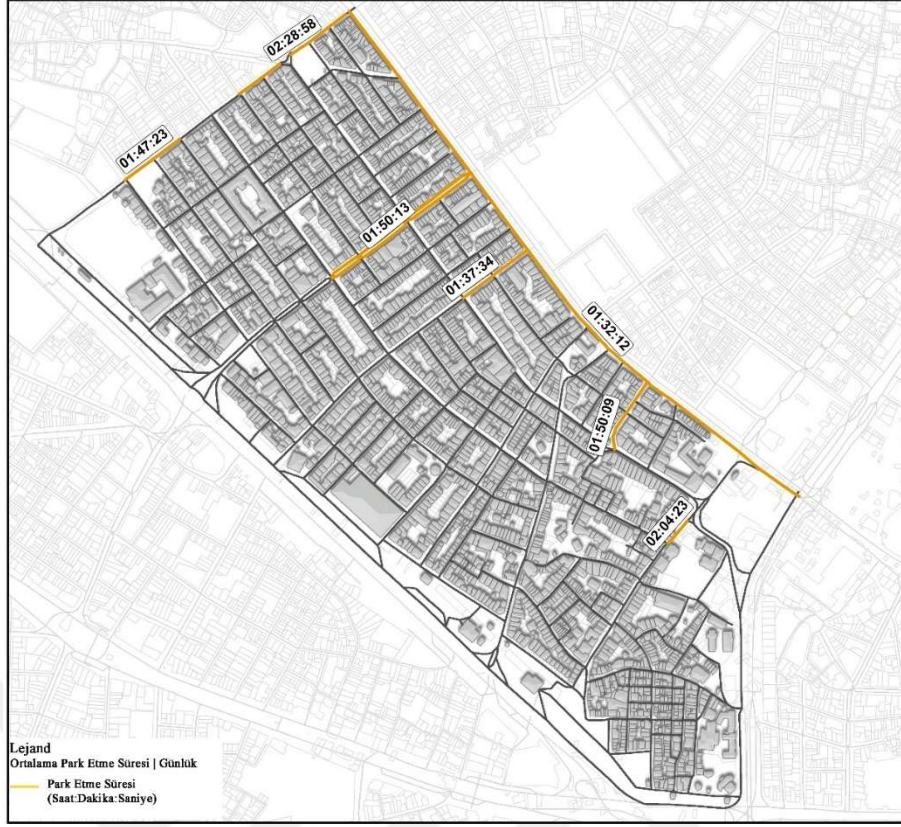 02:28:58
01:47:23
01:50:13
01:37:34
01:32:12
01:50:09
02:04:23
Lejand
Ortalama Park Etme Süresi | Günlük
Park Etme Süresi
(Saat:Dakika:Saniye)